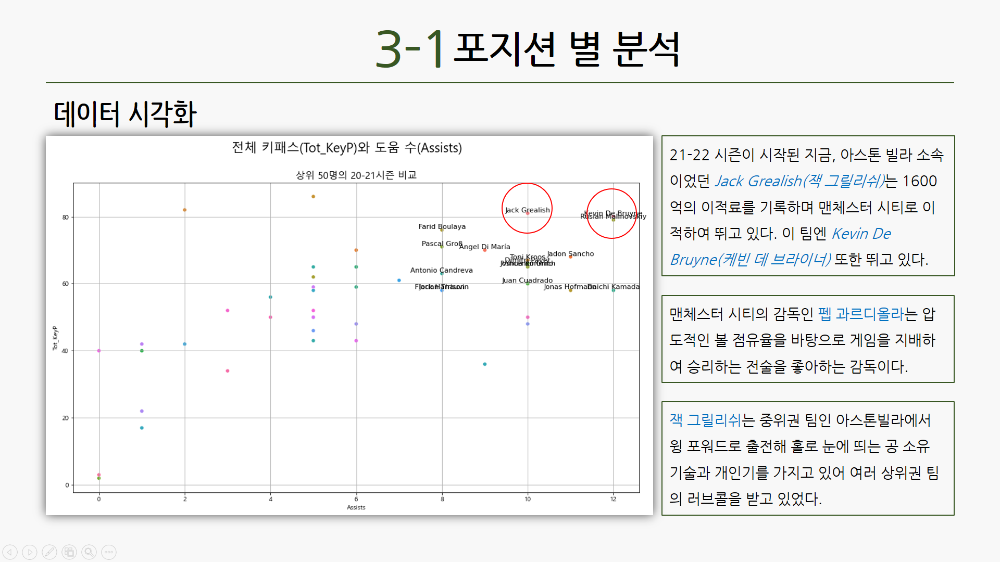 3-1 포지션 별 분석
데이터 시각화
전체 키패스(Tot_KeyP)와 도움 수(Assists)
상위 50명의 20-21시즌 비교
Jack Grealish
Kevin De Bruyne
Ruslan Malinovskiy
Farid Boulaya
Pascal Groß
Ángel Di María
Jadon Sancho
Toni Kroos
Dimitri Payet
Antonio Candreva
Juan Cuadrado
Florian Thauvin
Jack Harrison
Jonas Hofmann
Daichi Kamada
80
60
40
20
0
Tot_KeyP
0 2 4 6 8 10 12
Assists
21-22 시즌이 시작된 지금, 아스톤 빌라 소속
이었던 Jack Grealish(잭 그릴리쉬)는 1600
억의 이적료를 기록하며 맨체스터 시티로 이
적하여 뛰고 있다. 이 팀엔 Kevin De
Bruyne(케빈 데 브라이너) 또한 뛰고 있다.
맨체스터 시티의 감독인 펩 과르디올라는 압
도적인 볼 점유율을 바탕으로 게임을 지배하
여 승리하는 전술을 좋아하는 감독이다.
잭 그릴리쉬는 중위권 팀인 아스톤빌라에서
윙 포워드로 출전해 홀로 눈에 띄는 공 소유
기술과 개인기를 가지고 있어 여러 상위권 팀
의 러브콜을 받고 있었다.